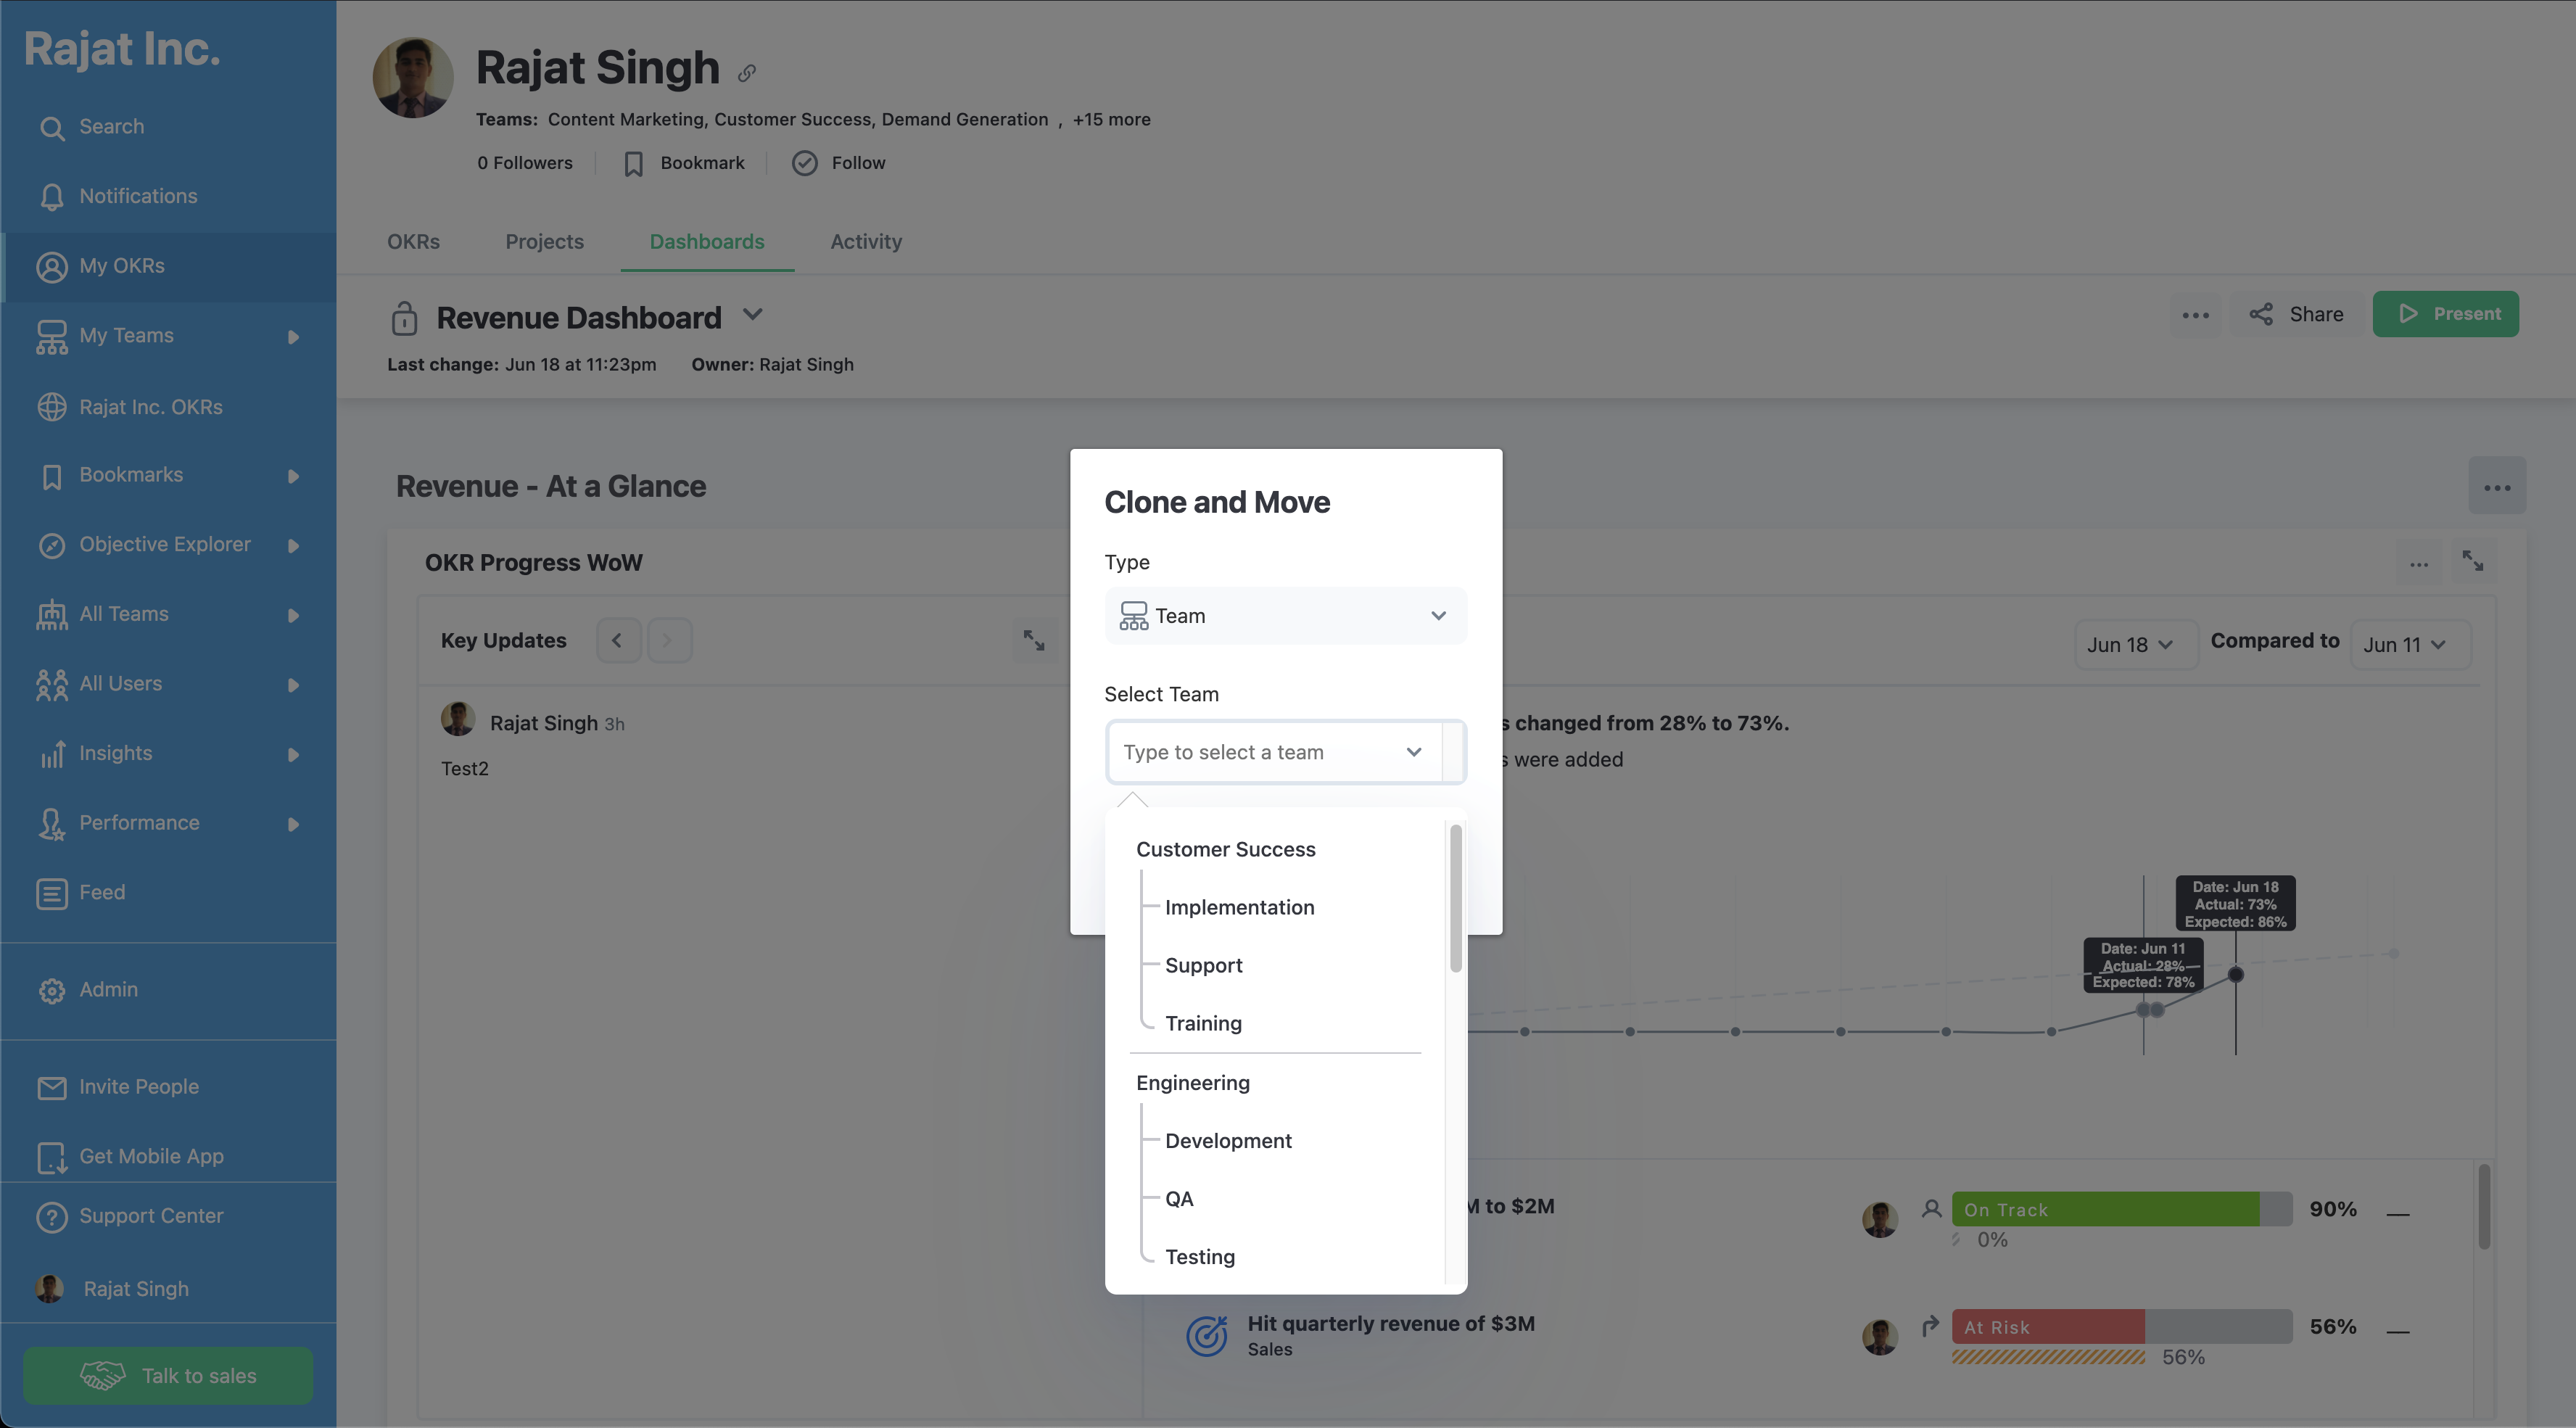 Rajat Inc.
Search
Notifications
My OKRs
My Teams
Rajat Inc. OKRs
Bookmarks
Objective Explorer
All Teams
All Users
Insights
Performance
Feed
Admin
Invite People
Get Mobile App
Support Center
Rajat Singh
Talk to sales
Rajat Singh
Teams: Content Marketing, Customer Success, Demand Generation , +15 more
0 Followers Bookmark Follow
OKRs Projects Dashboards Activity
Revenue Dashboard
Last change: Jun 18 at 11:23pm Owner: Rajat Singh
Share
Present
Revenue - At a Glance
OKR Progress WoW
Key Updates
Rajat Singh 3h
Test2
Jun 18 Compared to Jun 11
s changed from 28% to 73%.
s were added
Clone and Move
Type
Team
Select Team
Type to select a team
Customer Success
Implementation
Support
Training
Engineering
Development
QA
Testing
Date: Jun 18
Actual: 73%
Expected: 86%
Date: Jun 11
Actual: 28%
Expected: 78%
M to $2M
On Track 90%
0%
Hit quarterly revenue of $3M
Sales
At Risk 56%
56%